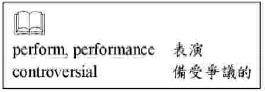 perform, performance 表演
controversial 備受爭議的